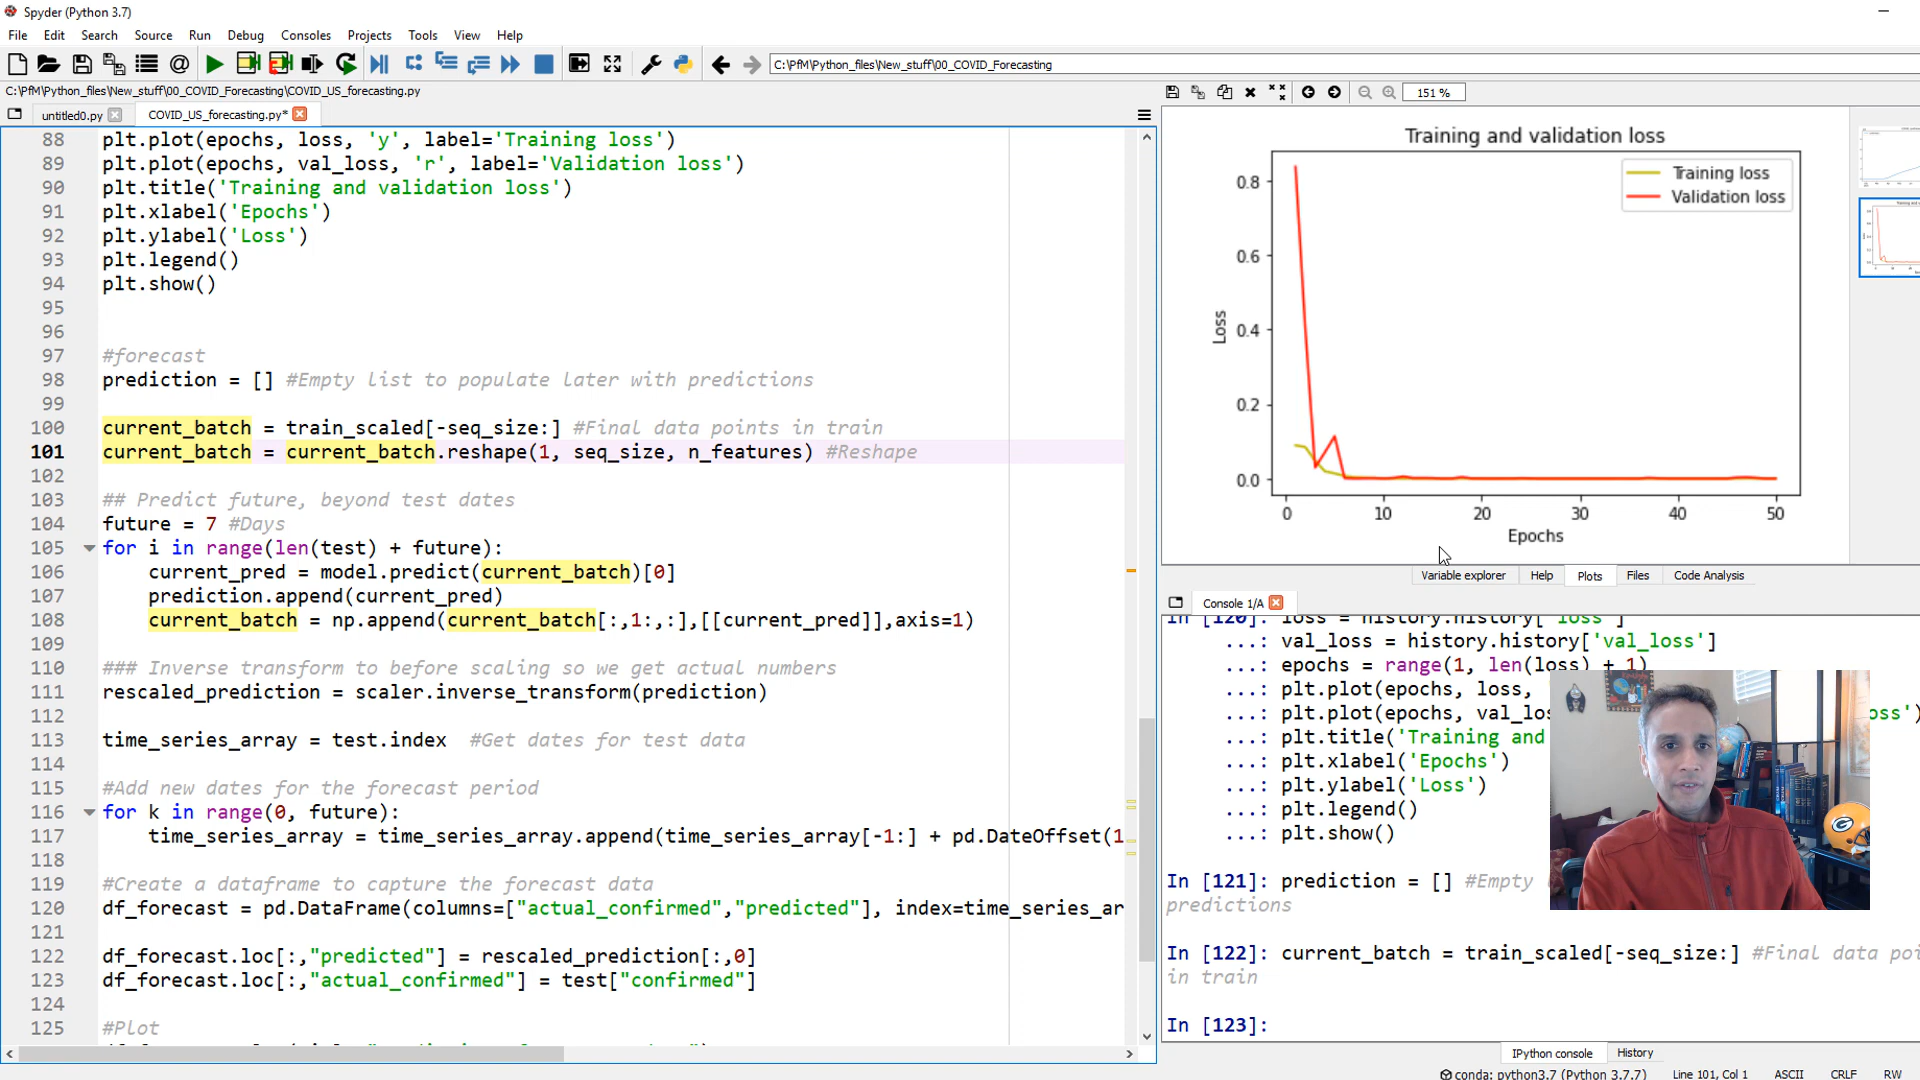 Spyder (Python 3.7)
File Edit Search Source Run Debug Consoles Projects Tools View Help
C:\PfM\Python_files\New_stuff\00_COVID_Forecasting
C:\PfM\Python_files\New_stuff\00_COVID_Forecasting\COVID_US_forecasting.py
untitled0.py COVID_US_forecasting.py*
88 plt.plot(epochs, loss, 'y', label='Training loss')
89 plt.plot(epochs, val_loss, 'r', label='Validation loss')
90 plt.title('Training and validation loss')
91 plt.xlabel('Epochs')
92 plt.ylabel('Loss')
93 plt.legend()
94 plt.show()
95
96
97 #forecast
98 prediction = [] #Empty list to populate later with predictions
99
100 current_batch = train_scaled[-seq_size:] #Final data points in train
101 current_batch = current_batch.reshape(1, seq_size, n_features) #Reshape
102
103 ## Predict future, beyond test dates
104 future = 7 #Days
105 for i in range(len(test) + future):
106 current_pred = model.predict(current_batch)[0]
107 prediction.append(current_pred)
108 current_batch = np.append(current_batch[:,1:,:],[[current_pred]],axis=1)
109
110 ### Inverse transform to before scaling so we get actual numbers
111 rescaled_prediction = scaler.inverse_transform(prediction)
112
113 time_series_array = test.index #Get dates for test data
114
115 #Add new dates for the forecast period
116 for k in range(0, future):
117 time_series_array = time_series_array.append(time_series_array[-1:] + pd.DateOffset(1
118
119 #Create a dataframe to capture the forecast data
120 df_forecast = pd.DataFrame(columns=["actual_confirmed","predicted"], index=time_series_ar
121
122 df_forecast.loc[:,"predicted"] = rescaled_prediction[:,0]
123 df_forecast.loc[:,"actual_confirmed"] = test["confirmed"]
124
125 #Plot
151 %
Training and validation loss
Training loss
Validation loss
0.8
0.6
0.4
0.2
0.0
Loss
0 10 20 30 40 50
Epochs
Variable explorer Help Plots Files Code Analysis
Console 1/A
In [120]: loss = history.history['loss']
...: val_loss = history.history['val_loss']
...: epochs = range(1, len(loss) + 1)
...: plt.plot(epochs, loss,
...: plt.plot(epochs, val_los oss')
...: plt.title('Training and
...: plt.xlabel('Epochs')
...: plt.ylabel('Loss')
...: plt.legend()
...: plt.show()
In [121]: prediction = [] #Empty
predictions
In [122]: current_batch = train_scaled[-seq_size:] #Final data poi
in train
In [123]:
IPython console History
conda: python3.7 (Python 3.7.7) Line 101, Col 1 ASCII CRLF RW